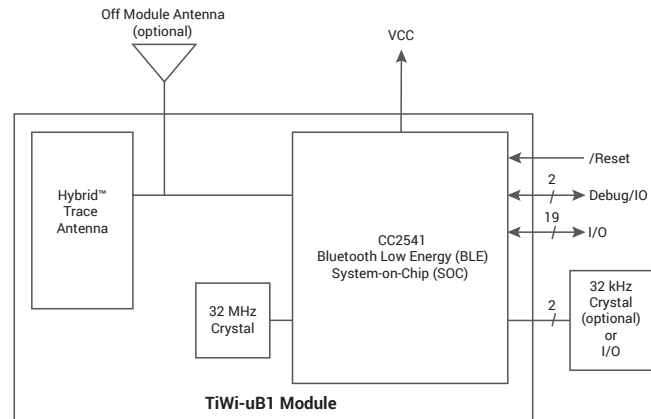 Off Module Antenna
(optional)
VCC
Hybrid™
Trace
Antenna
CC2541
Bluetooth Low Energy (BLE)
System-on-Chip (SOC)
32 MHz
Crystal
/Reset
2
Debug/IO
19
I/O
2
32 kHz
Crystal
(optional)
or
I/O
TiWi-uB1 Module